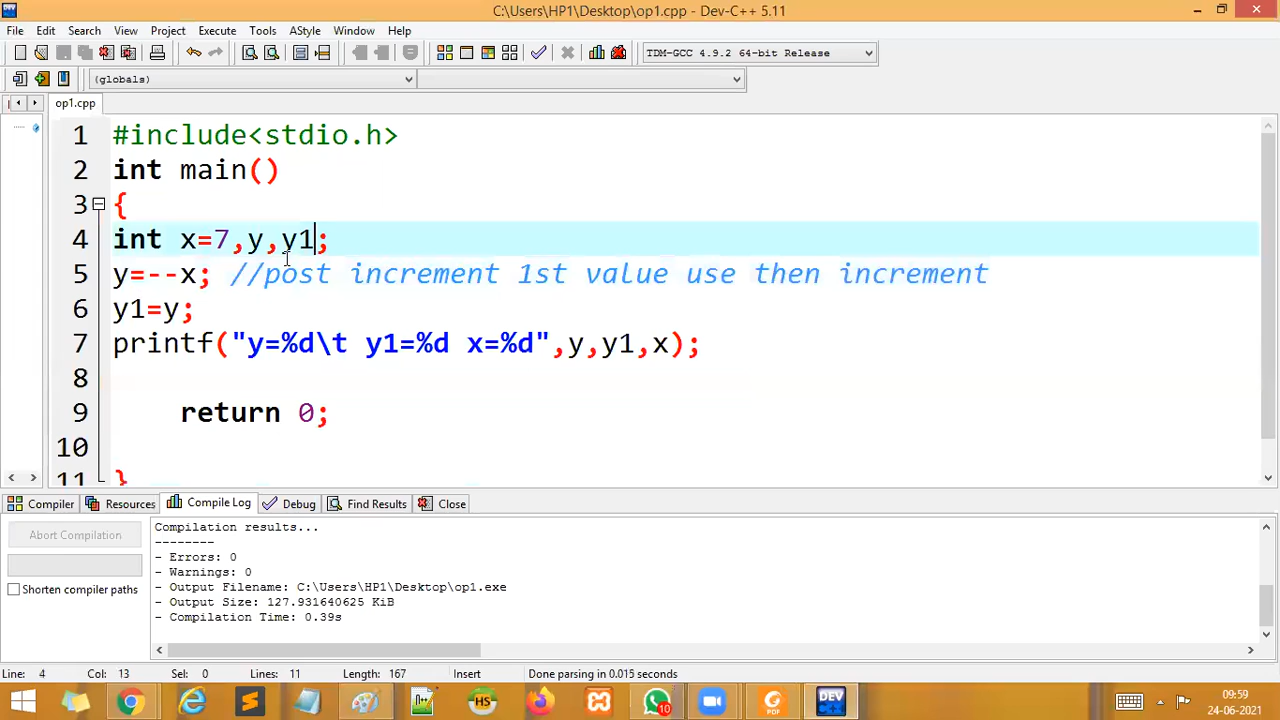 C:\Users\HP1\Desktop\op1.cpp - Dev-C++ 5.11
File Edit Search View Project Execute Tools AStyle Window Help
TDM-GCC 4.9.2 64-bit Release
(globals)
op1.cpp
1 #include<stdio.h>
2 int main()
3 {
4 int x=7,y,y1;
5 y=--x; //post increment 1st value use then increment
6 y1=y;
7 printf("y=%d\t y1=%d x=%d",y,y1,x);
8
9 return 0;
10
11 }
Compiler Resources Compile Log Debug Find Results Close
Abort Compilation
Shorten compiler paths
Compilation results...
--------
- Errors: 0
- Warnings: 0
- Output Filename: C:\Users\HP1\Desktop\op1.exe
- Output Size: 127.931640625 KiB
- Compilation Time: 0.39s
Line: 4 Col: 13 Sel: 0 Lines: 11 Length: 167 Insert Done parsing in 0.015 seconds
HS
10
PDF
DEV
09:59
24-06-2021